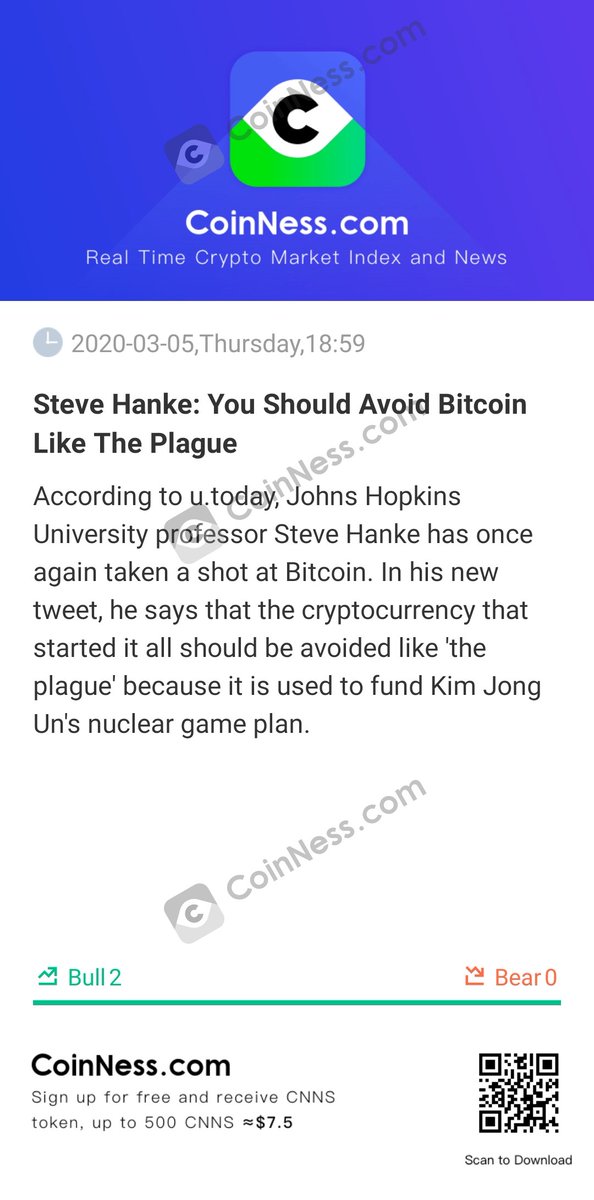 C
CoinNess.com
C CoinNess.com
Real Time Crypto Market Index and News
2020-03-05,Thursday,18:59
Steve Hanke: You Should Avoid Bitcoin
Like The Plague
C CoinNess.com
According to u.today, Johns Hopkins
University professor Steve Hanke has once
again taken a shot at Bitcoin. In his new
tweet, he says that the cryptocurrency that
started it all should be avoided like 'the
plague' because it is used to fund Kim Jong
Un's nuclear game plan.
C CoinNess.com
Bull 2
Bear 0
CoinNess.com
Sign up for free and receive CNNS
token, up to 500 CNNS ≈$7.5
Scan to Download